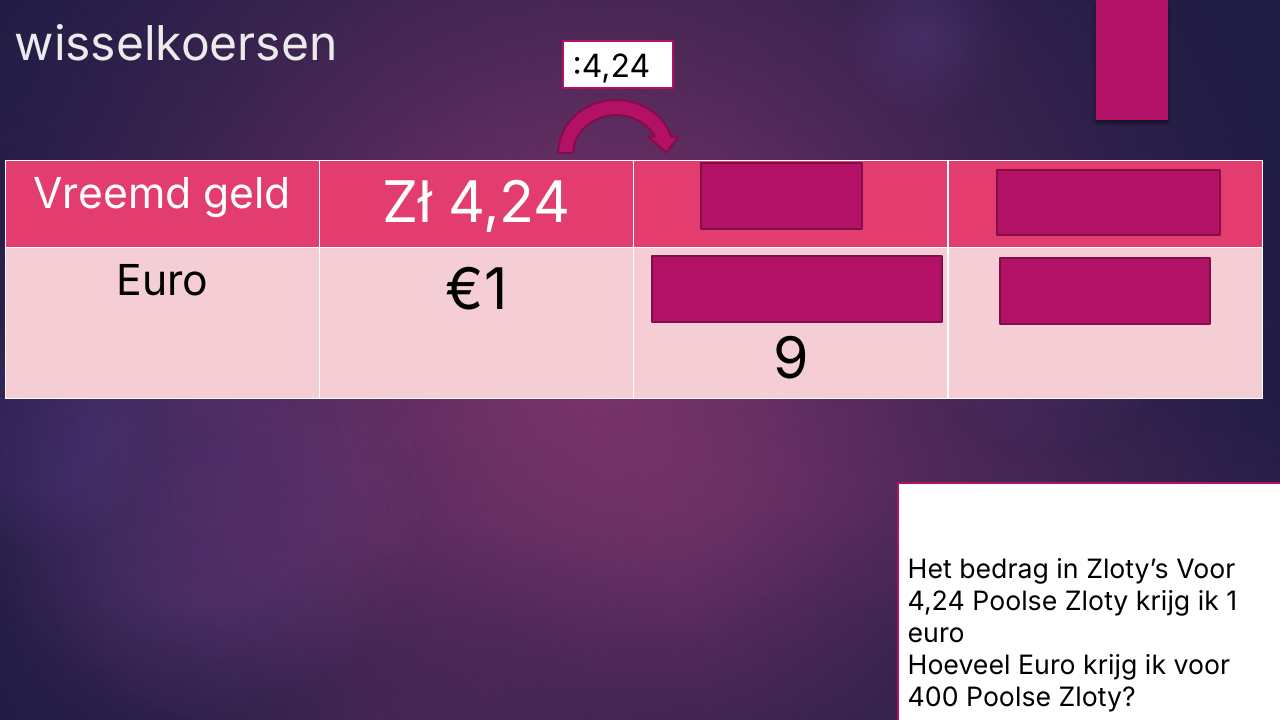 wisselkoersen
:4,24
Vreemd geld Zł 4,24
Euro €1
9
Het bedrag in Zloty’s Voor
4,24 Poolse Zloty krijg ik 1
euro
Hoeveel Euro krijg ik voor
400 Poolse Zloty?